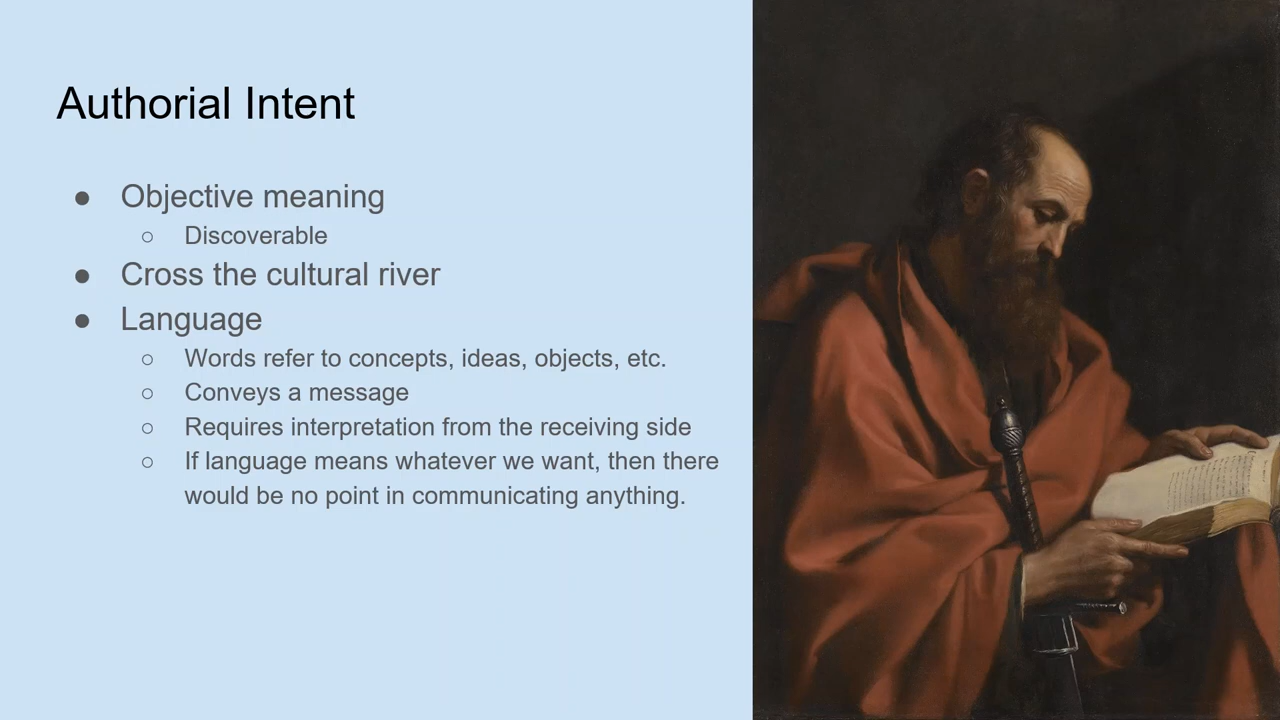 Authorial Intent
● Objective meaning
○ Discoverable
● Cross the cultural river
● Language
○ Words refer to concepts, ideas, objects, etc.
○ Conveys a message
○ Requires interpretation from the receiving side
○ If language means whatever we want, then there
would be no point in communicating anything.